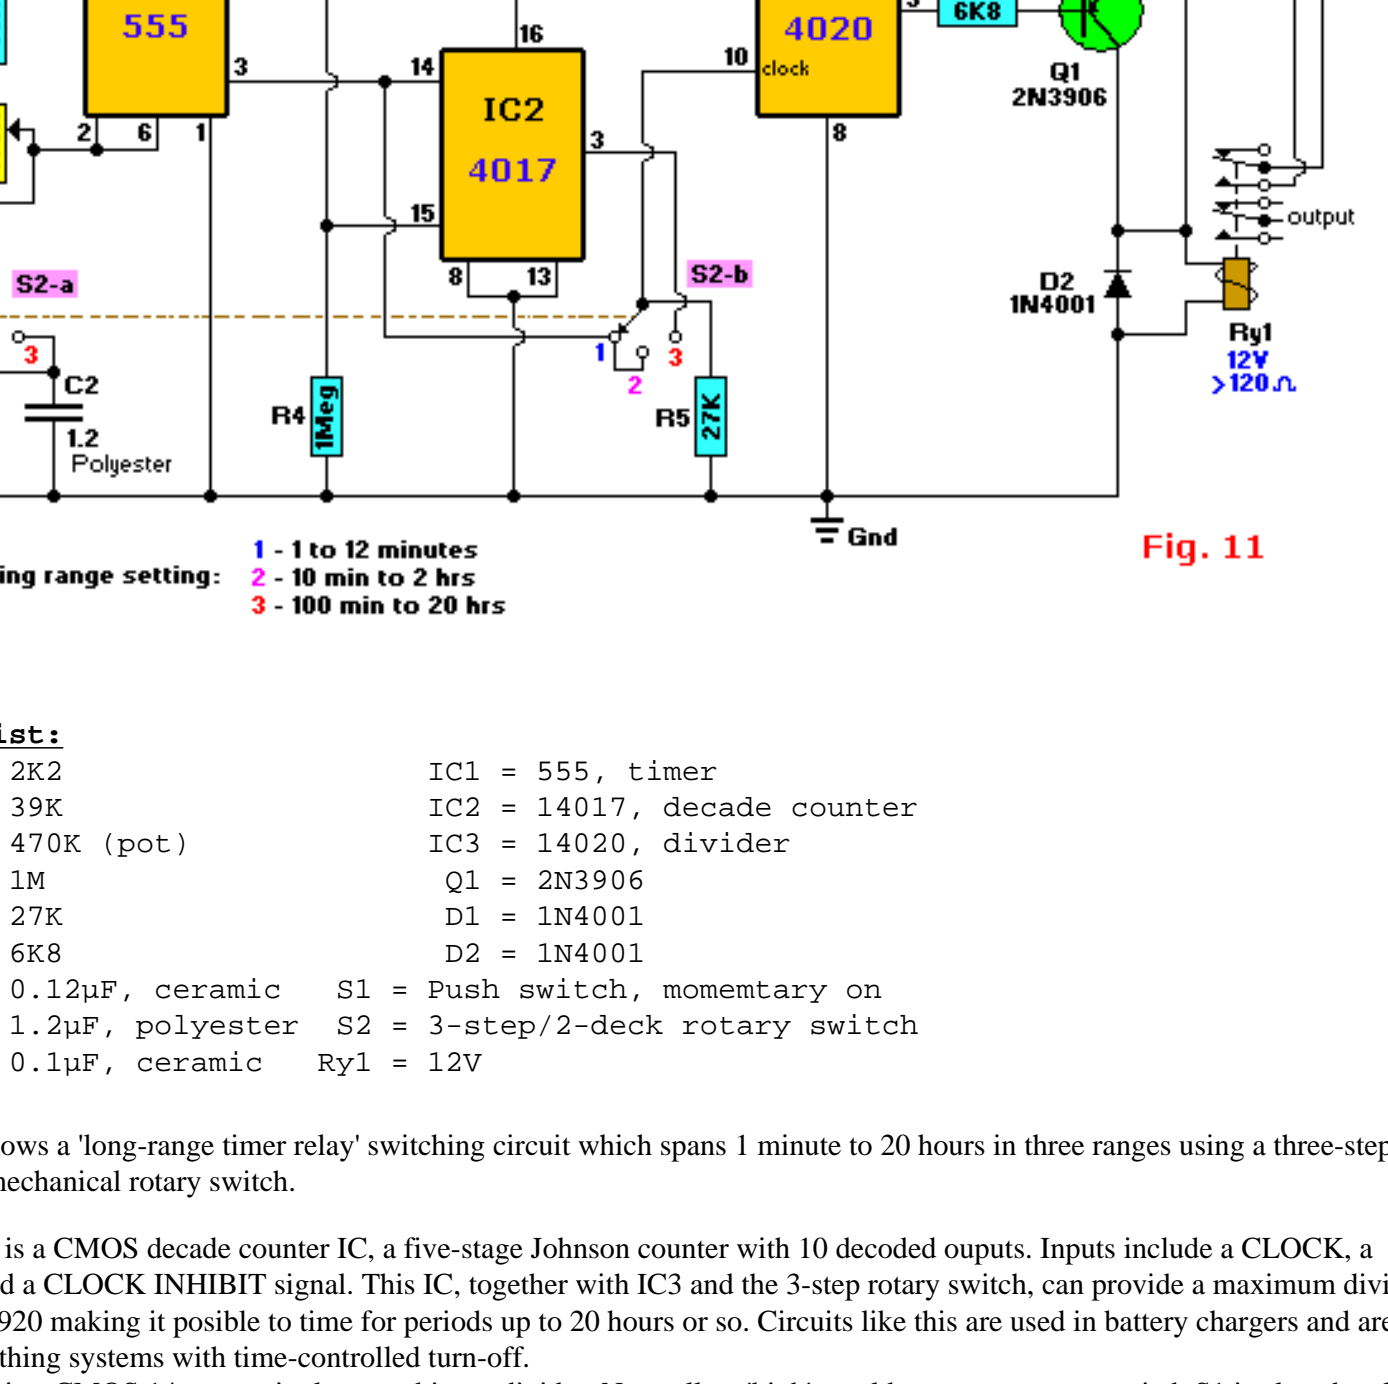 555
16
4020
3
6K8
10
clock
3
14
Q1
2N3906
IC2
4017
2
6
1
3
8
15
output
S2-a
8
13
S2-b
D2
1N4001
3
1
2
3
Ry1
12V
>120
C2
R4
1Meg
R5
27K
1.2
Polyester
Gnd
Fig. 11
1 - 1 to 12 minutes
ing range setting: 2 - 10 min to 2 hrs
3 - 100 min to 20 hrs
ist:
2K2 IC1 = 555, timer
39K IC2 = 14017, decade counter
470K (pot) IC3 = 14020, divider
1M Q1 = 2N3906
27K D1 = 1N4001
6K8 D2 = 1N4001
0.12µF, ceramic S1 = Push switch, momemtary on
1.2µF, polyester S2 = 3-step/2-deck rotary switch
0.1µF, ceramic Ry1 = 12V
ows a 'long-range timer relay' switching circuit which spans 1 minute to 20 hours in three ranges using a three-step
nechanical rotary switch.
is a CMOS decade counter IC, a five-stage Johnson counter with 10 decoded ouputs. Inputs include a CLOCK, a
d a CLOCK INHIBIT signal. This IC, together with IC3 and the 3-step rotary switch, can provide a maximum divi
920 making it posible to time for periods up to 20 hours or so. Circuits like this are used in battery chargers and are
thing systems with time-controlled turn-off.